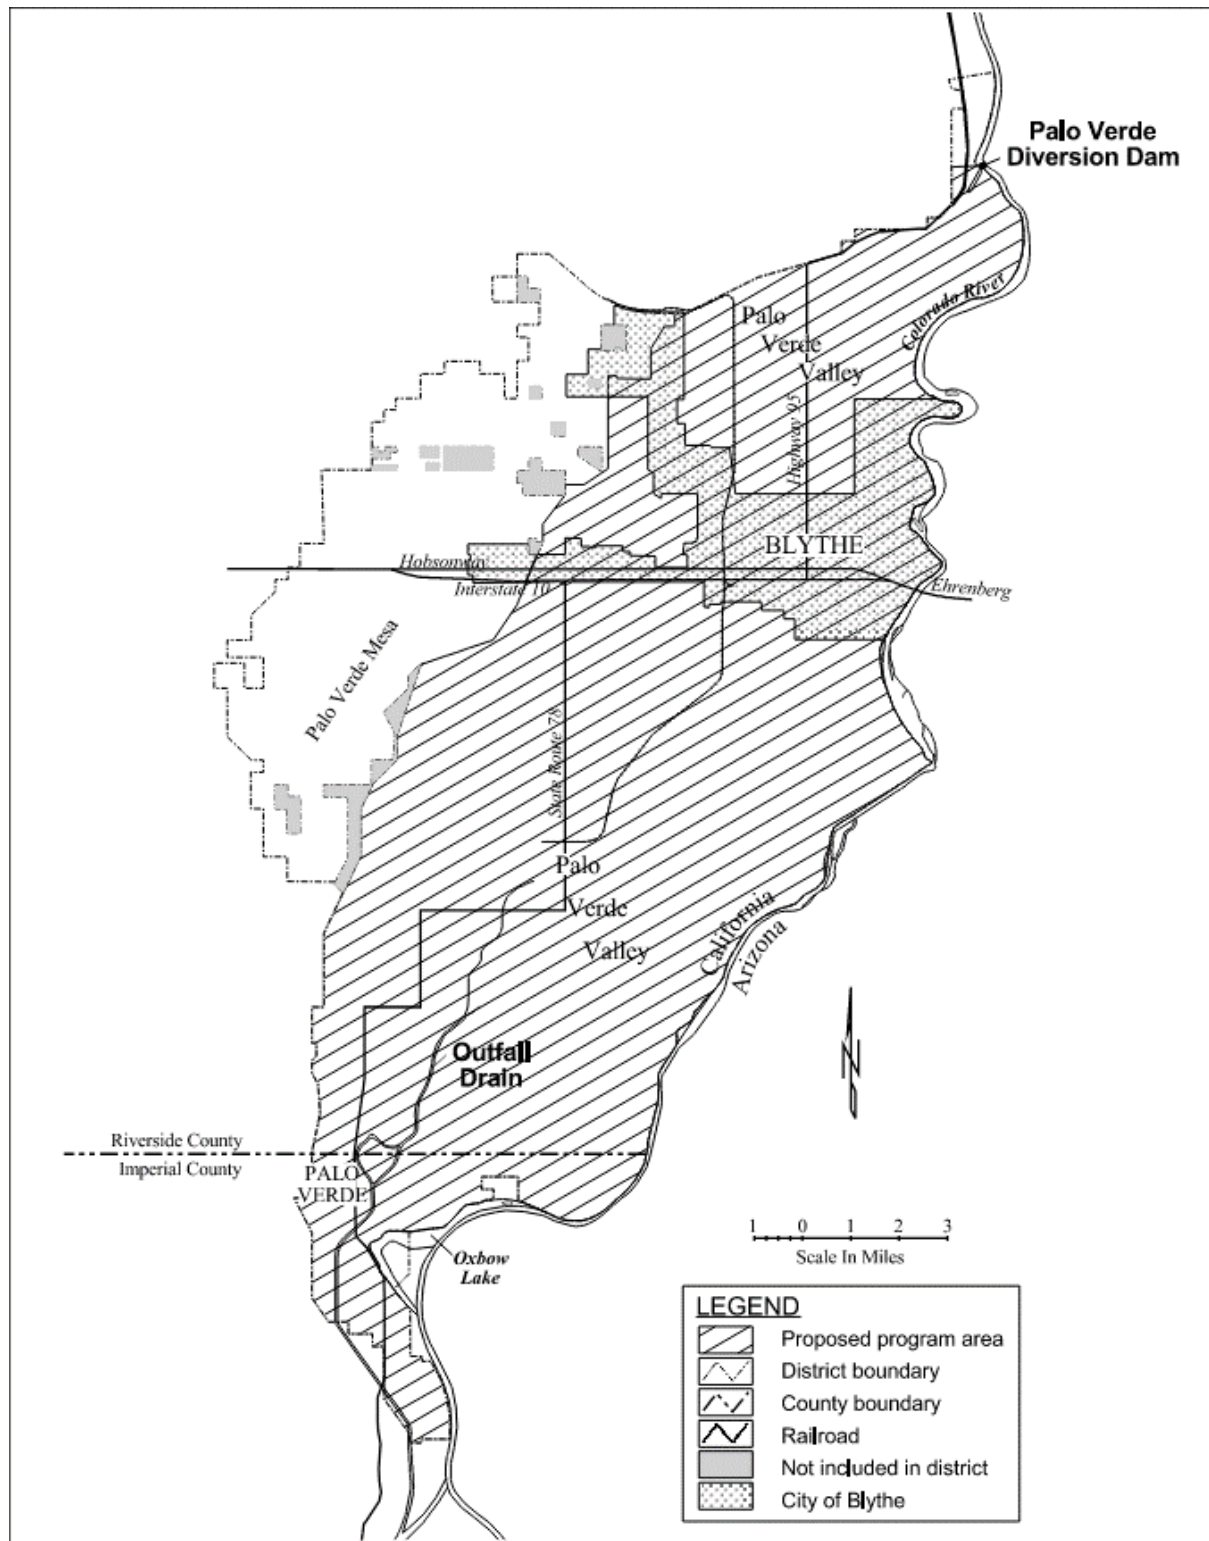 Palo Verde
Diversion Dam
Colorado River
Palo
Verde
Valley
Highway 95
BLYTHE
Hobsonway
Interstate 10
Ehrenberg
Palo Verde Mesa
State Route 78
Palo
Verde
Valley
California
Arizona
N
Outfall
Drain
Riverside County
Imperial County
PALO
VERDE
Oxbow
Lake
1 0 1 2 3
Scale In Miles
LEGEND
Proposed program area
District boundary
County boundary
Railroad
Not included in district
City of Blythe